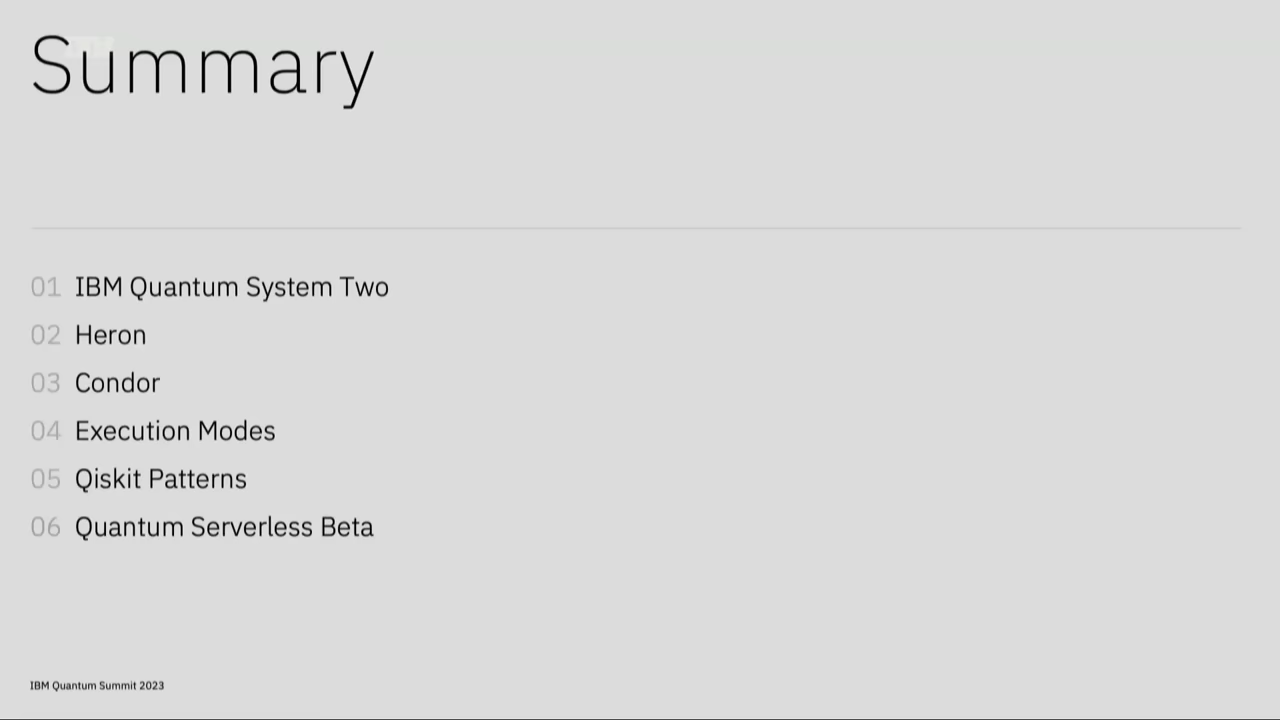 Summary
01 IBM Quantum System Two
02 Heron
03 Condor
04 Execution Modes
05 Qiskit Patterns
06 Quantum Serverless Beta
IBM Quantum Summit 2023